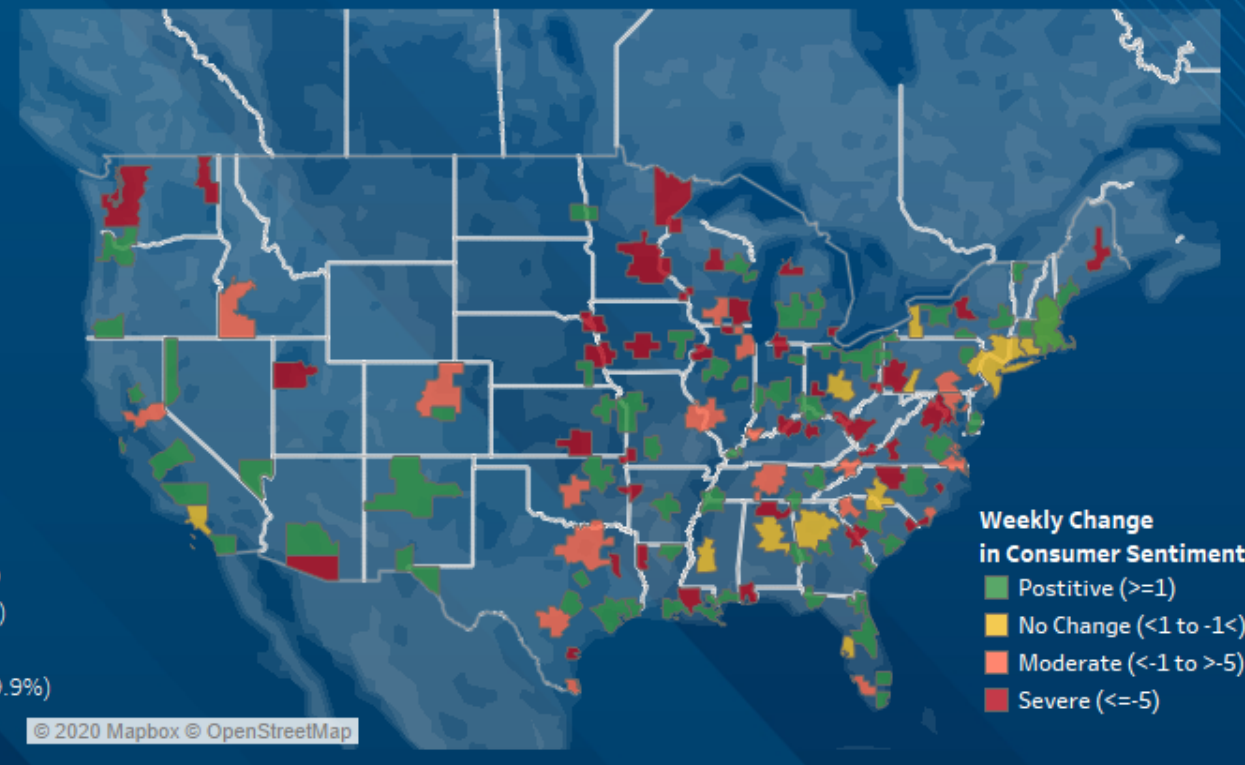 Weekly Change
in Consumer Sentiment
Postitive (>=1)
No Change (<1 to -1<)
Moderate (<-1 to >-5)
Severe (<=-5)
)
)
.9%)
© 2020 Mapbox © OpenStreetMap